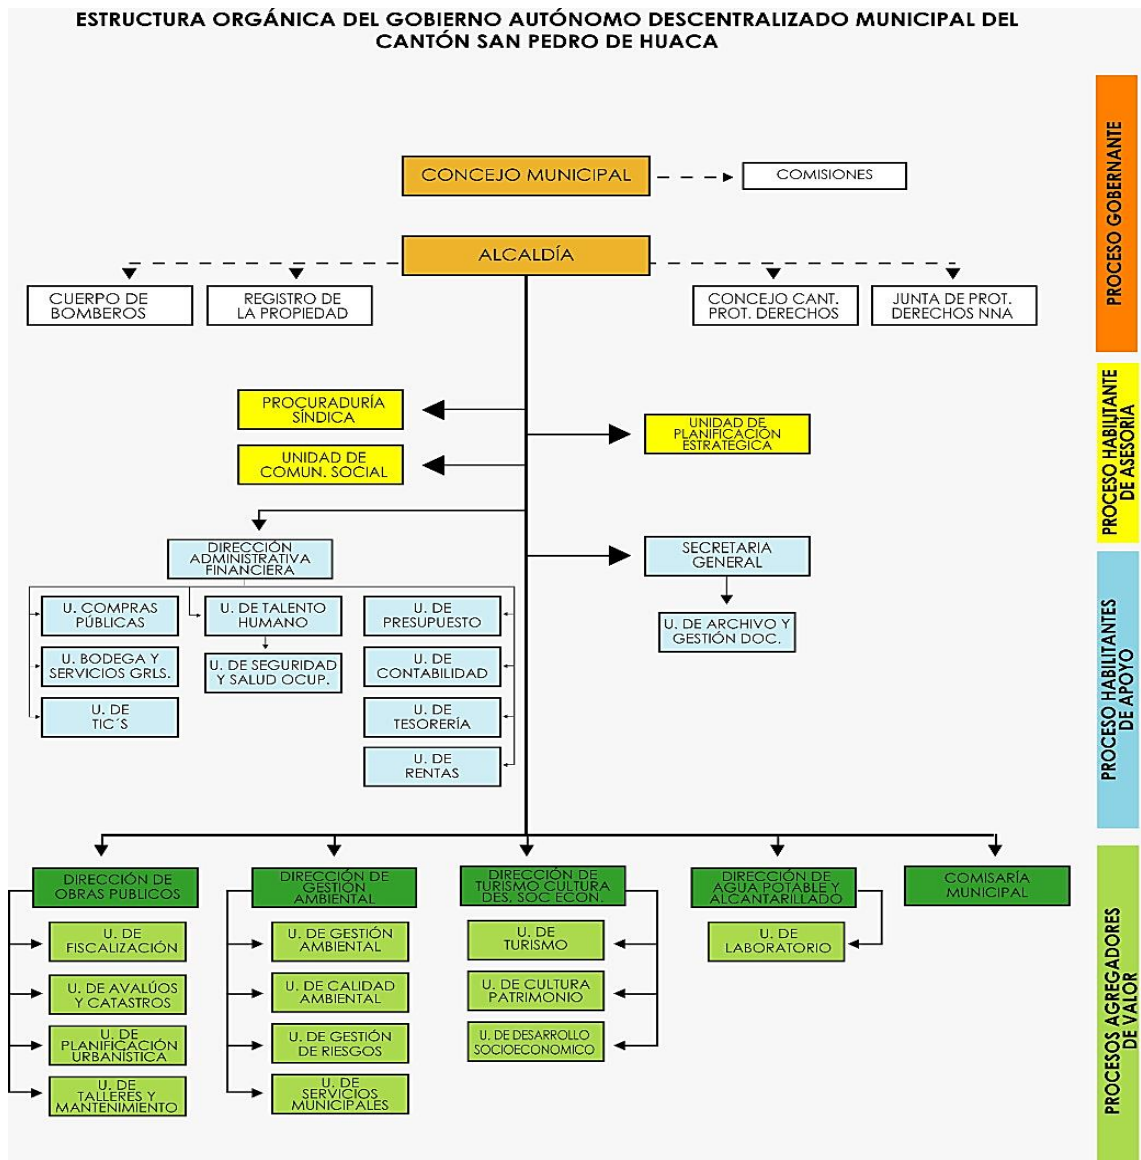 ESTRUCTURA ORGÁNICA DEL GOBIERNO AUTÓNOMO DESCENTRALIZADO MUNICIPAL DEL
CANTÓN SAN PEDRO DE HUACA
CONCEJO MUNICIPAL
COMISIONES
ALCALDÍA
CUERPO DE
BOMBEROS
REGISTRO DE
LA PROPIEDAD
CONCEJO CANT.
PROT. DERECHOS
JUNTA DE PROT.
DERECHOS NNA
PROCESO GOBERNANTE
PROCURADURÍA
SÍNDICA
UNIDAD DE
PLANIFICACIÓN
ESTRATEGICA
UNIDAD DE
COMUN. SOCIAL
PROCESO HABILITANTE
DE ASESORÍA
DIRECCIÓN
ADMINISTRATIVA
FINANCIERA
SECRETARIA
GENERAL
U. COMPRAS
PÚBLICAS
U. DE TALENTO
HUMANO
U. DE
PRESUPUESTO
U. DE ARCHIVO Y
GESTIÓN DOC.
U. BODEGA Y
SERVICIOS GRLS.
U. DE SEGURIDAD
Y SALUD OCUP.
U. DE
CONTABILIDAD
U. DE
TIC´S
U. DE
TESORERÍA
U. DE
RENTAS
PROCESO HABILITANTES
DE APOYO
DIRECCIÓN DE
OBRAS PUBLICOS
DIRECCIÓN DE
GESTIÓN
AMBIENTAL
DIRECCIÓN DE
TURISMO CULTURA
DES. SOC ECON.
DIRECCIÓN DE
AGUA POTABLE Y
ALCANTARILLADO
COMISARÍA
MUNICIPAL
U. DE
FISCALIZACIÓN
U. DE GESTIÓN
AMBIENTAL
U. DE
TURISMO
U. DE
LABORATORIO
U. DE AVALÚOS
Y CATASTROS
U. DE CALIDAD
AMBIENTAL
U. DE CULTURA
PATRIMONIO
U. DE
PLANIFICACIÓN
URBANÍSTICA
U. DE GESTIÓN
DE RIESGOS
U. DE DESARROLLO
SOCIOECONOMICO
U. DE
TALLERES Y
MANTENIMIENTO
U. DE
SERVICIOS
MUNICIPALES
PROCESOS AGREGADORES
DE VALOR